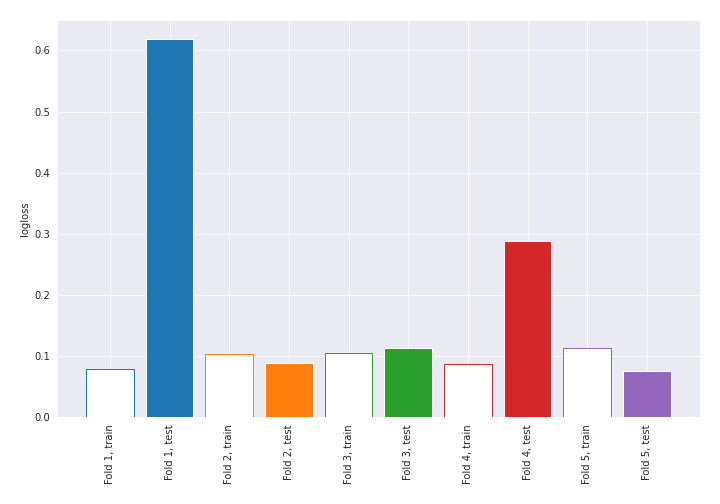 logloss
0.6
0.5
0.4
0.3
0.2
0.1
0.0
Fold 1, train
Fold 1, test
Fold 2, train
Fold 2, test
Fold 3, train
Fold 3, test
Fold 4, train
Fold 4, test
Fold 5, train
Fold 5, test